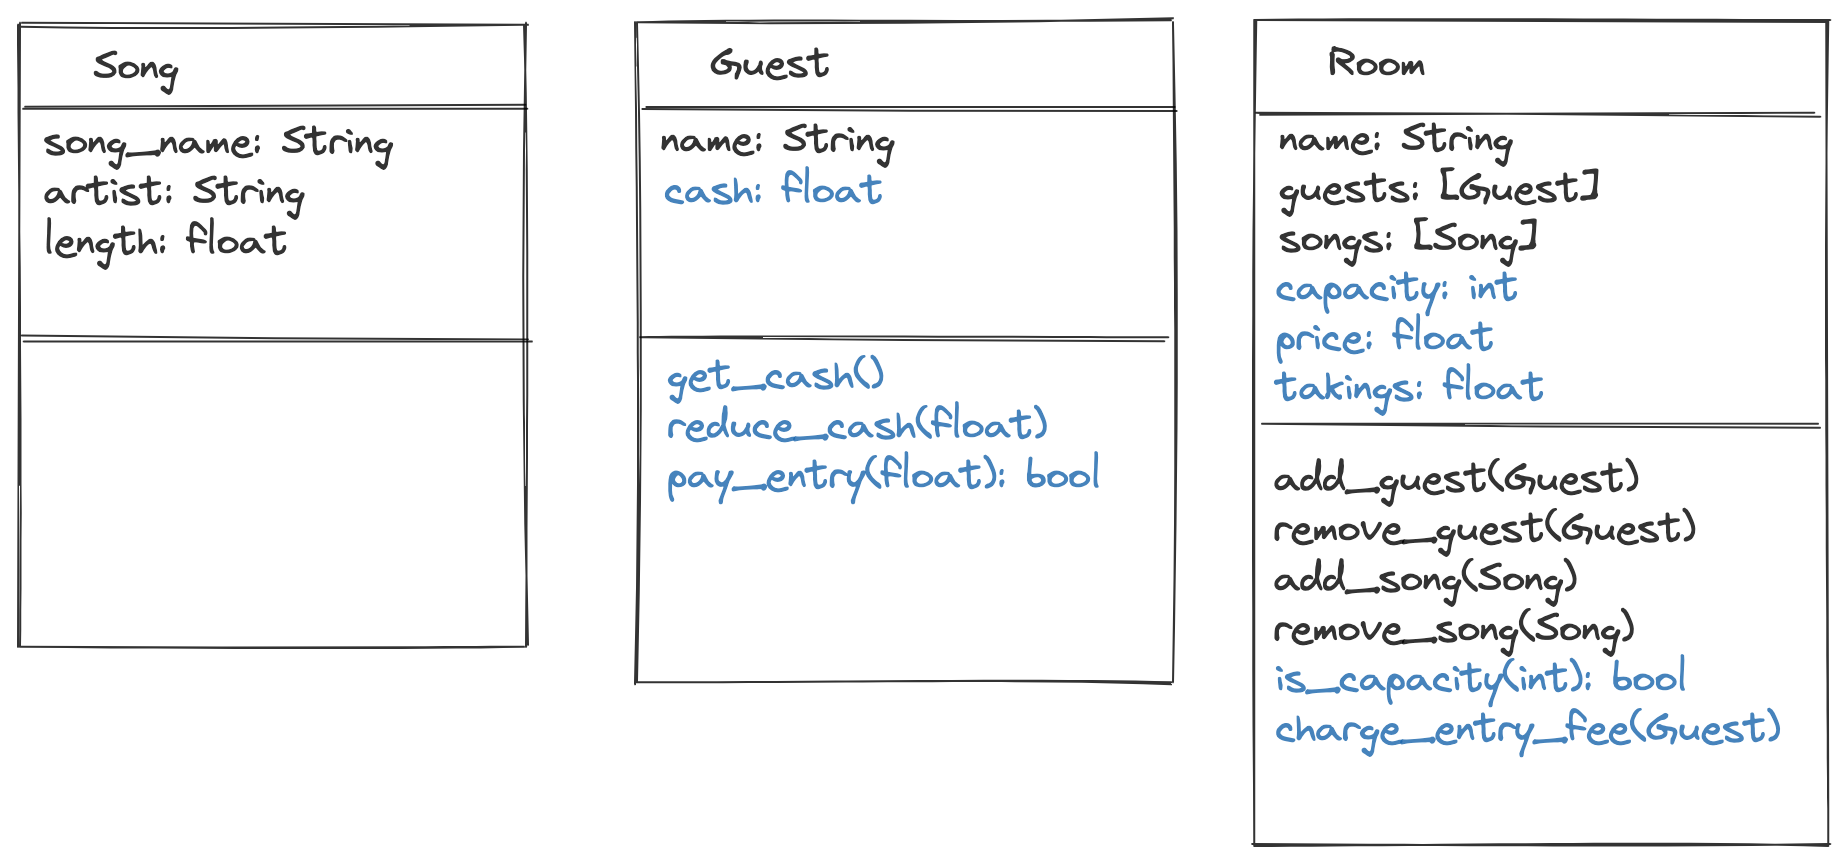 Song
song_name: String
artist: String
length: float
Guest
name: String
cash: float
get_cash()
reduce_cash(float)
pay_entry(float): bool
Room
name: String
guests: [Guest]
songs: [Song]
capacity: int
price: float
takings: float
add_guest(Guest)
remove_guest(Guest)
add_song(Song)
remove_song(Song)
is_capacity(int): bool
charge_entry_fee(Guest)